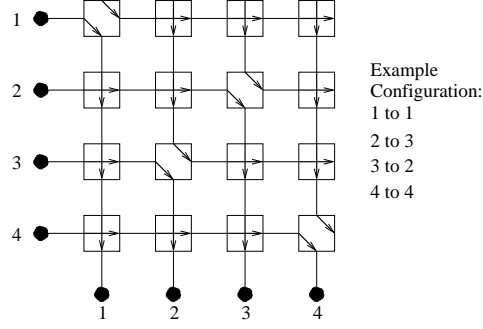 1
2
3
4
1 2 3 4
Example
Configuration:
1 to 1
2 to 3
3 to 2
4 to 4